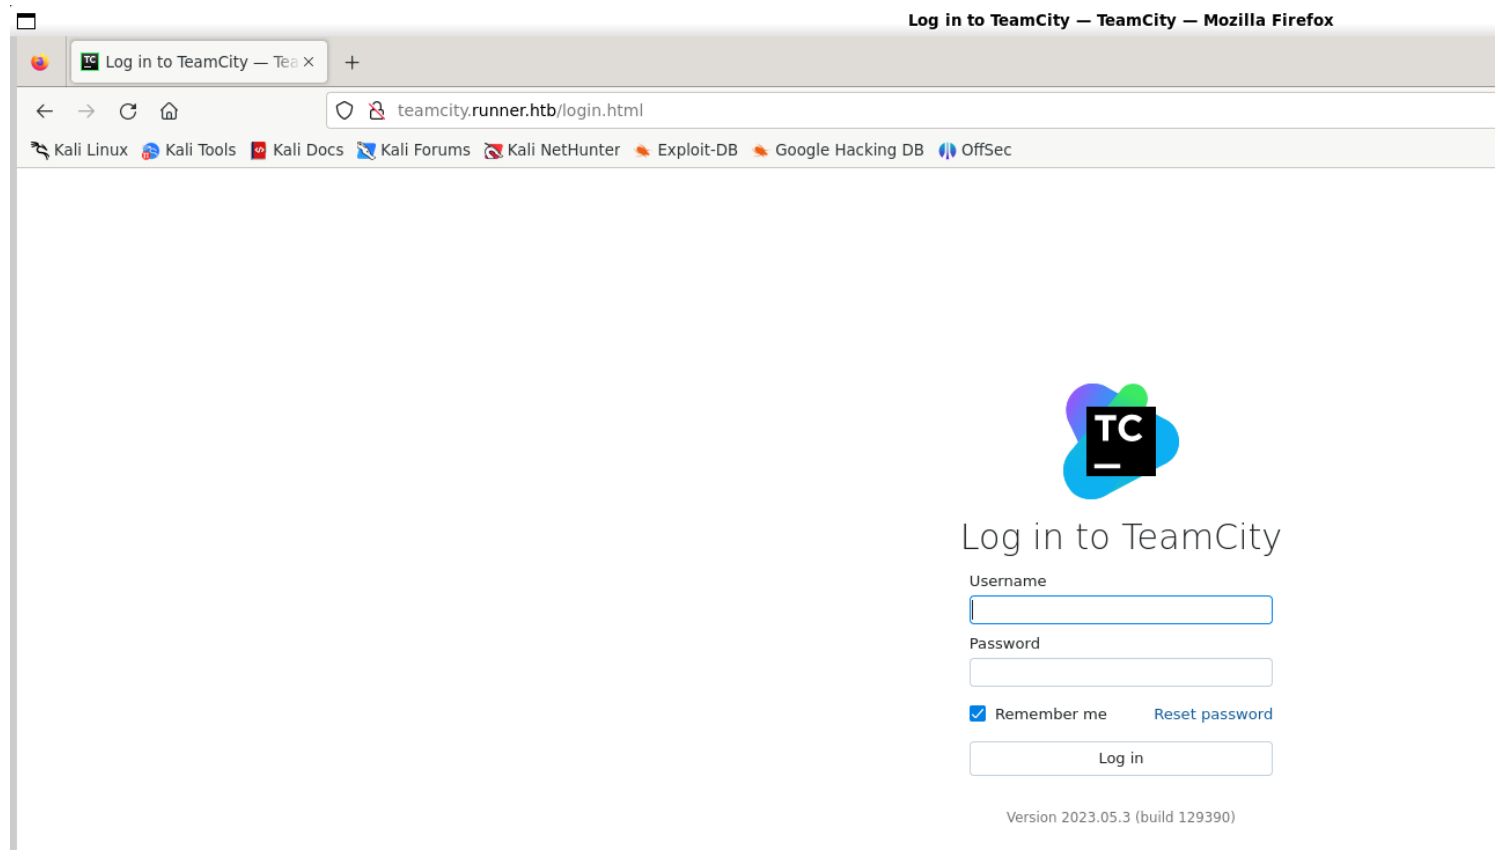 Log in to TeamCity — TeamCity — Mozilla Firefox
TC Log in to TeamCity — Tea
teamcity.runner.htb/login.html
Kali Linux Kali Tools Kali Docs Kali Forums Kali NetHunter Exploit-DB Google Hacking DB OffSec
TC
Log in to TeamCity
Username
Password
Remember me Reset password
Log in
Version 2023.05.3 (build 129390)